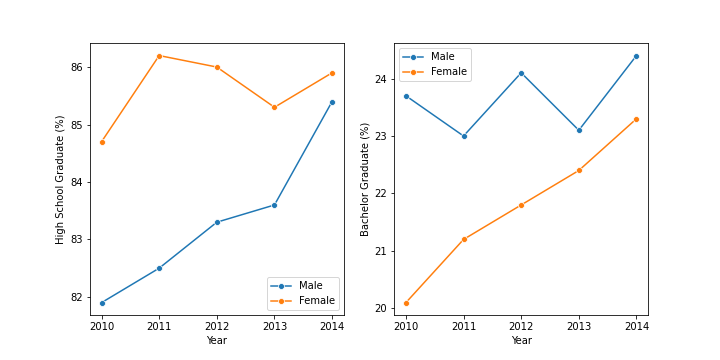 High School Graduate (%)
86
85
84
83
82
2010 2011 2012 2013 2014
Year
Male
Female
Bachelor Graduate (%)
24
23
22
21
20
2010 2011 2012 2013 2014
Year
Male
Female